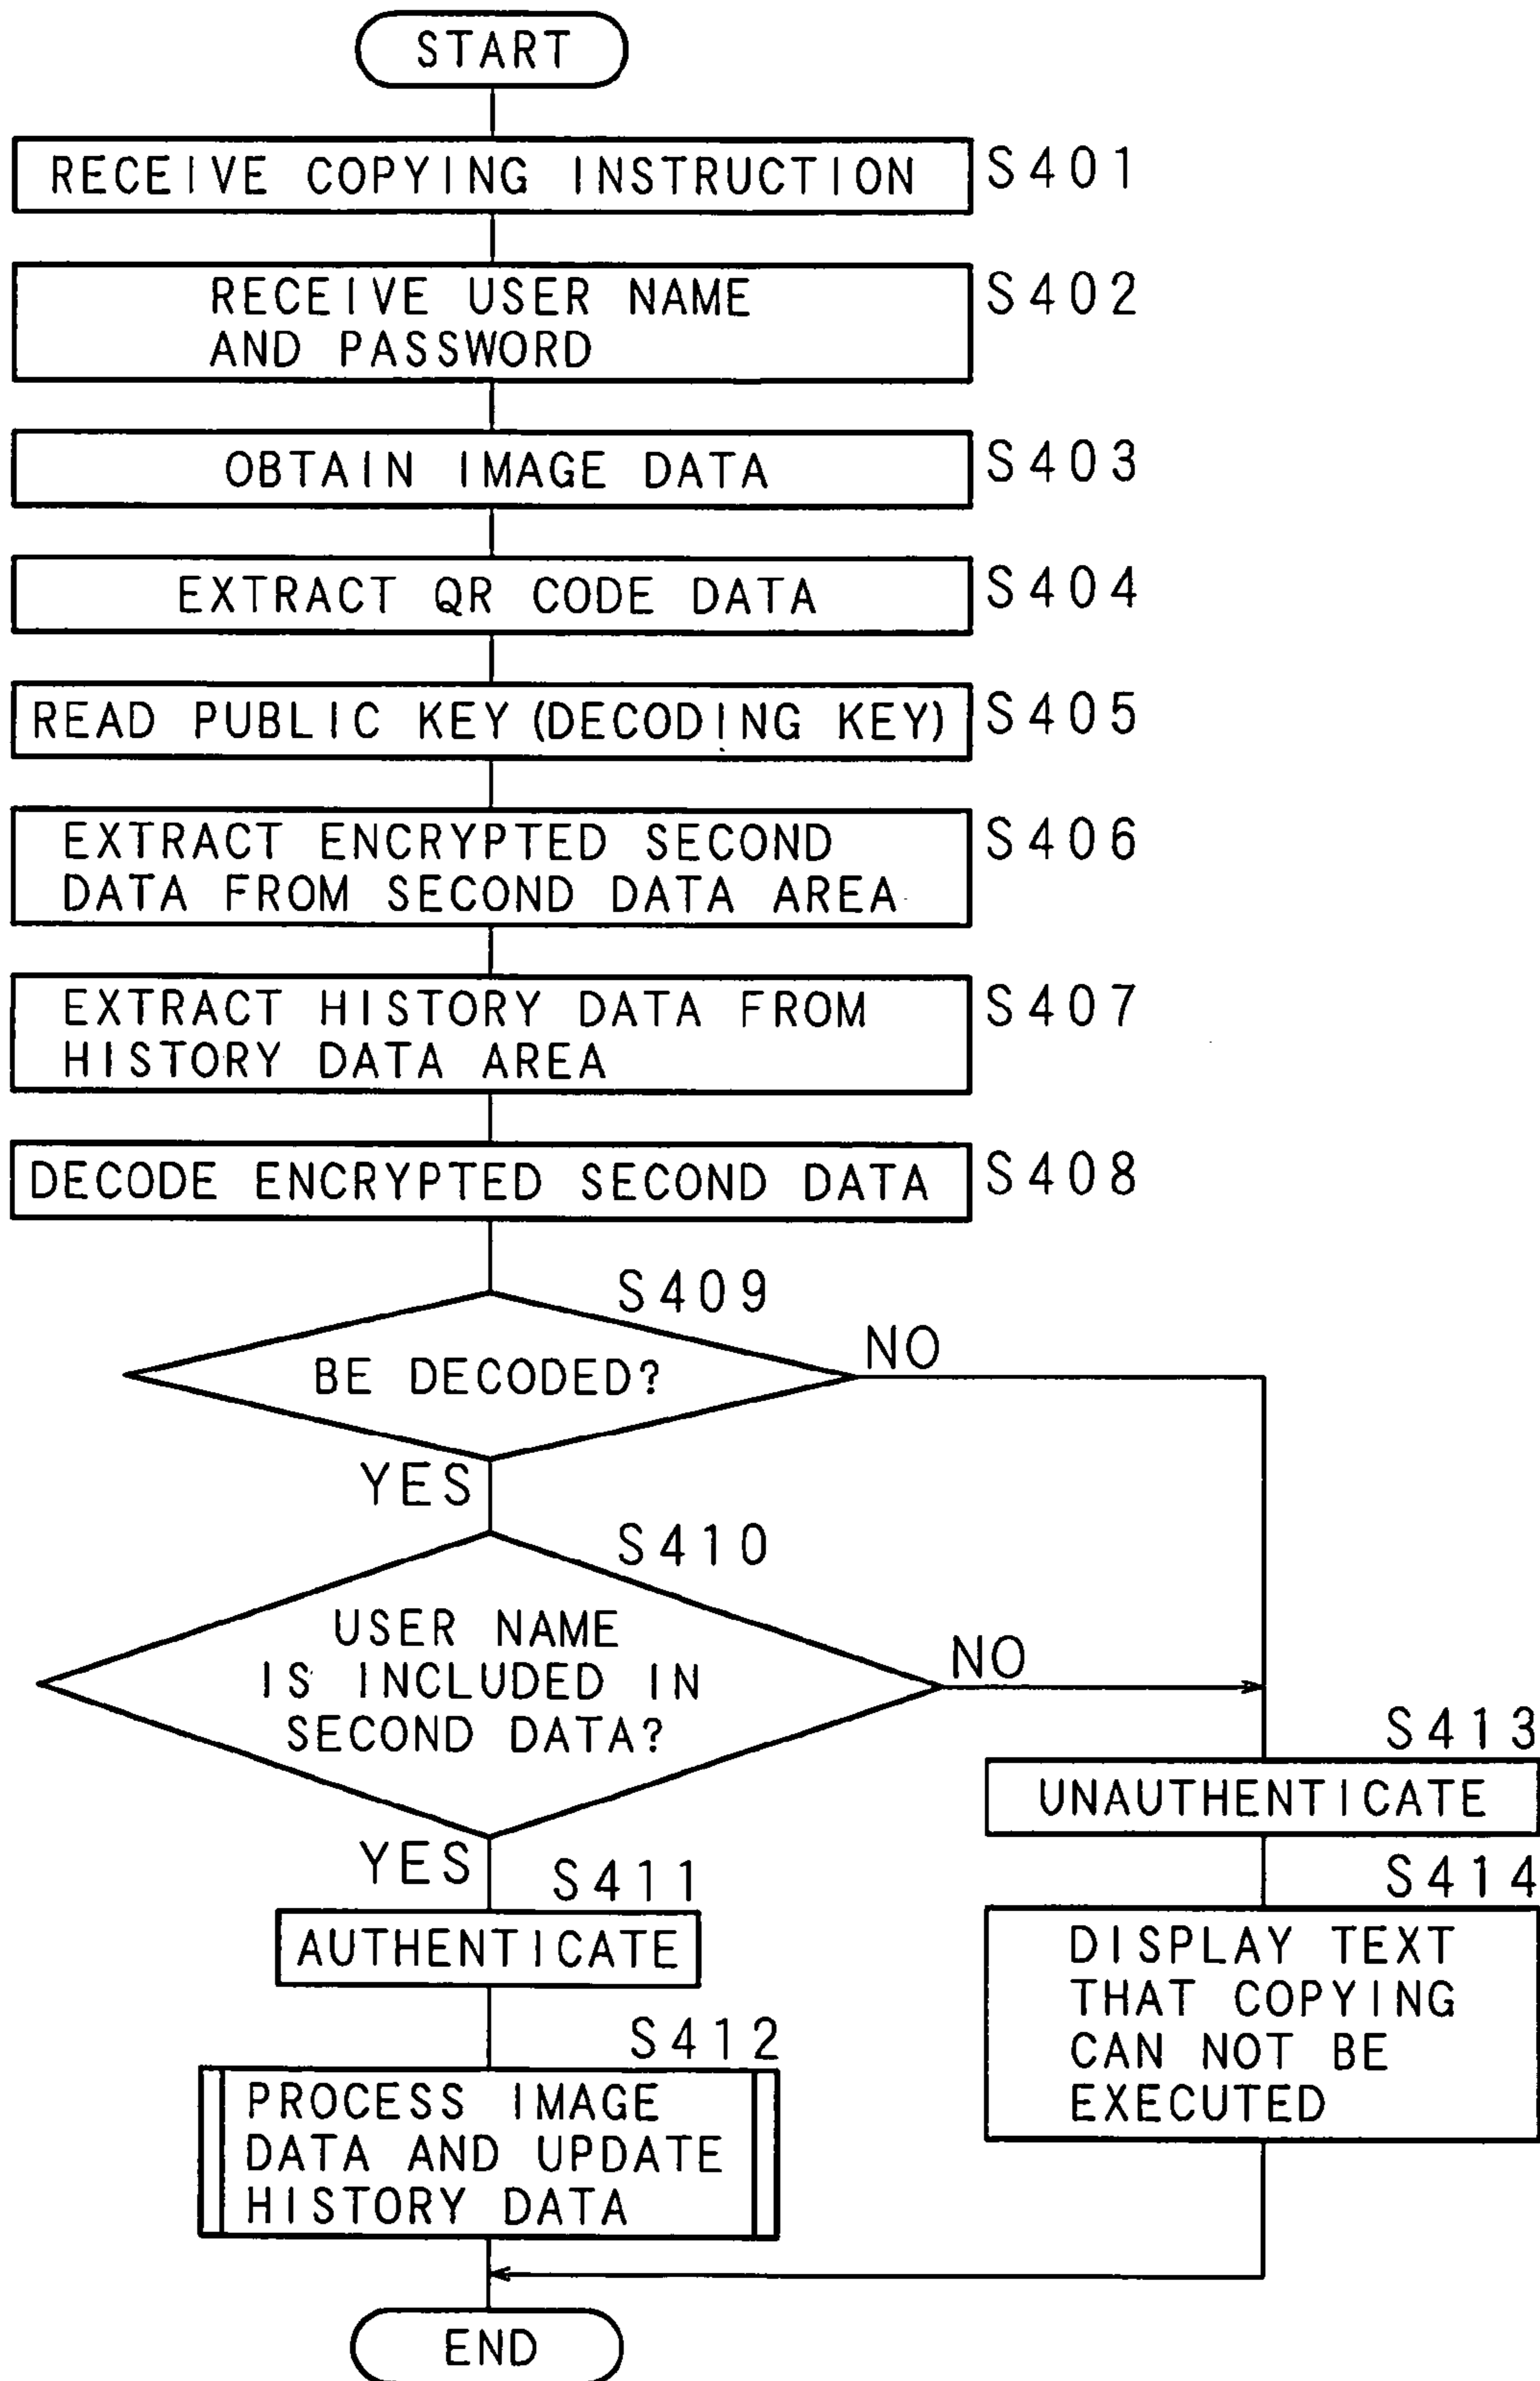 START
RECEIVE COPYING INSTRUCTION S401
RECEIVE USER NAME S402
AND PASSWORD
OBTAIN IMAGE DATA S403
EXTRACT QR CODE DATA S404
READ PUBLIC KEY (DECODING KEY) S405
EXTRACT ENCRYPTED SECOND S406
DATA FROM SECOND DATA AREA
EXTRACT HISTORY DATA FROM S407
HISTORY DATA AREA
DECODE ENCRYPTED SECOND DATA S408
S409
BE DECODED?
NO
YES
S410
USER NAME
IS INCLUDED IN
SECOND DATA?
NO
YES
S411
AUTHENTICATE
S412
PROCESS IMAGE
DATA AND UPDATE
HISTORY DATA
S413
UNAUTHENTICATE
S414
DISPLAY TEXT
THAT COPYING
CAN NOT BE
EXECUTED
END